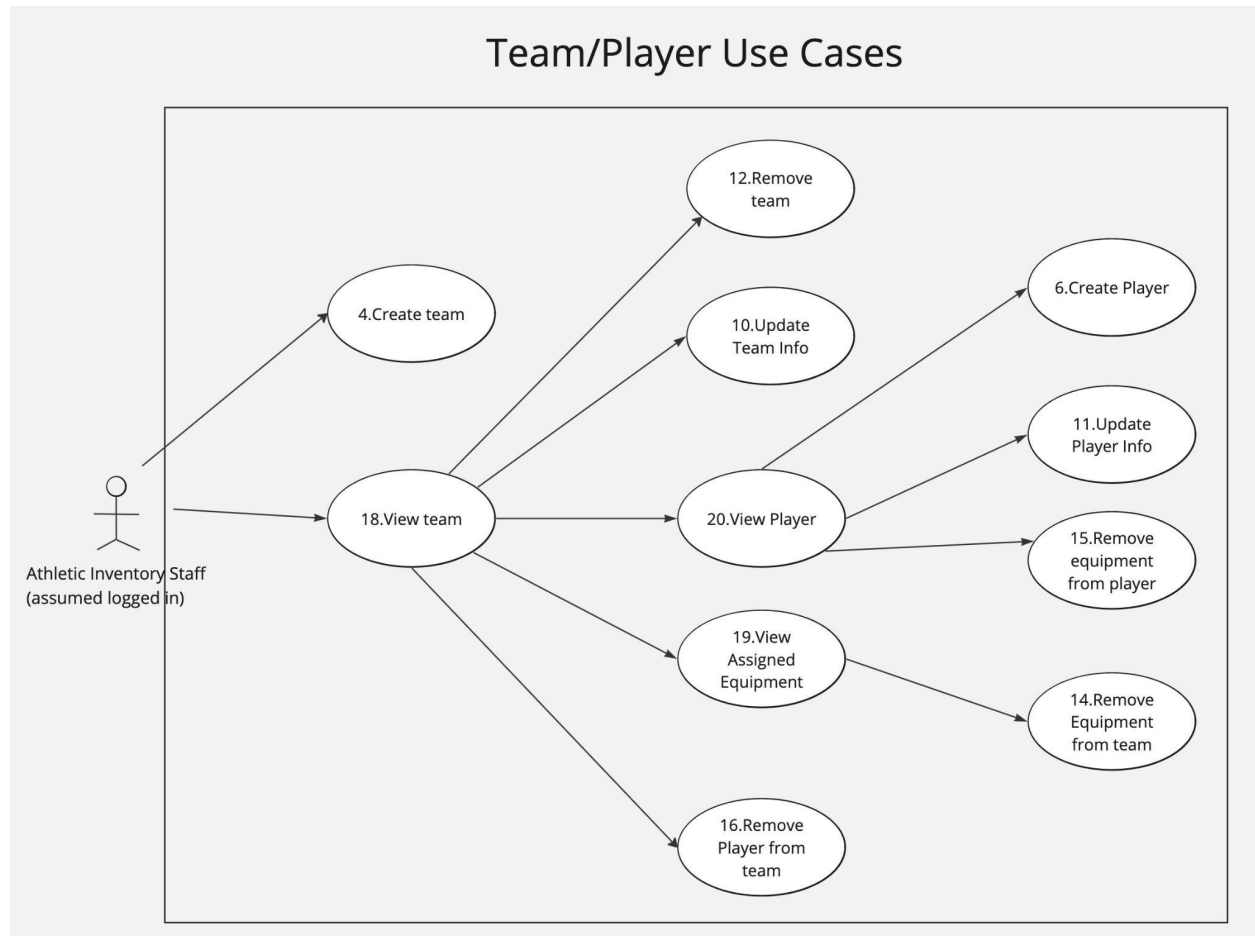 Team/Player Use Cases
12.Remove
team
6.Create Player
4.Create team
10.Update
Team Info
11.Update
Player Info
18.View team
20.View Player
15.Remove
equipment
from player
Athletic Inventory Staff
(assumed logged in)
19.View
Assigned
Equipment
14.Remove
Equipment
from team
16.Remove
Player from
team